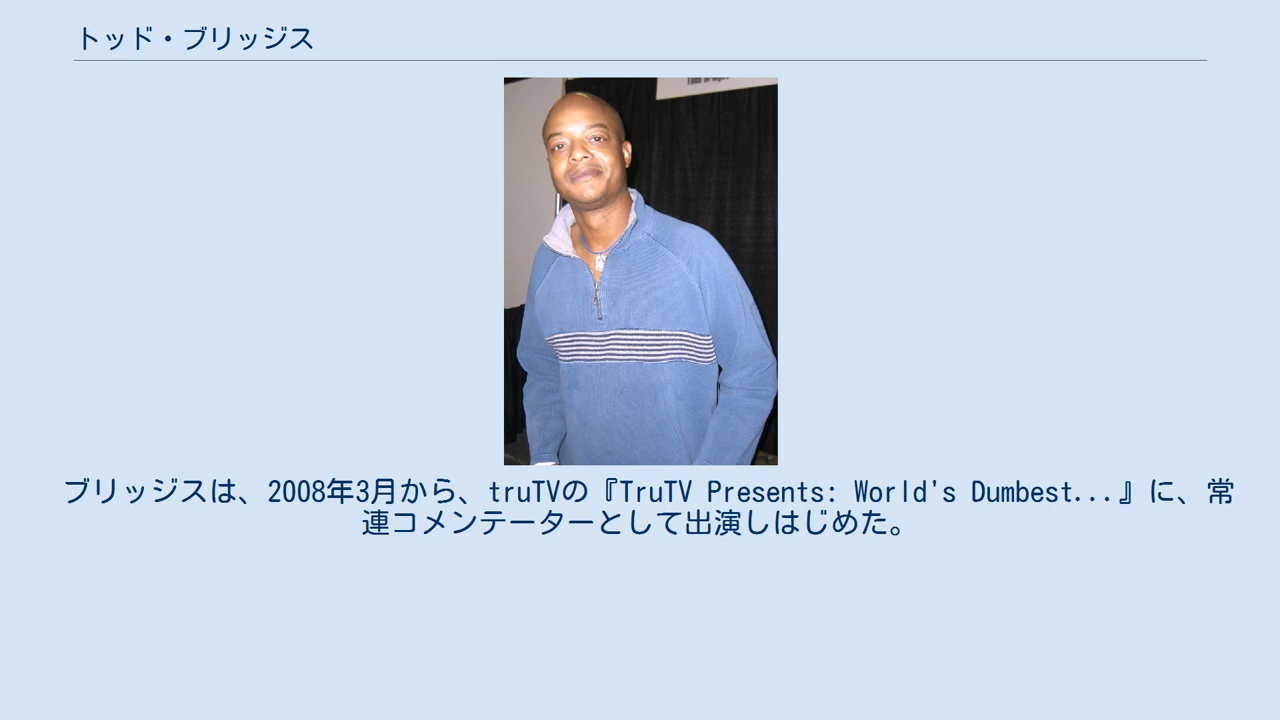 トッド・ブリッジス
ブリッジスは、2008年3月から、truTVの『TruTV Presents: World's Dumbest...』に、常
連コメンテーターとして出演しはじめた。